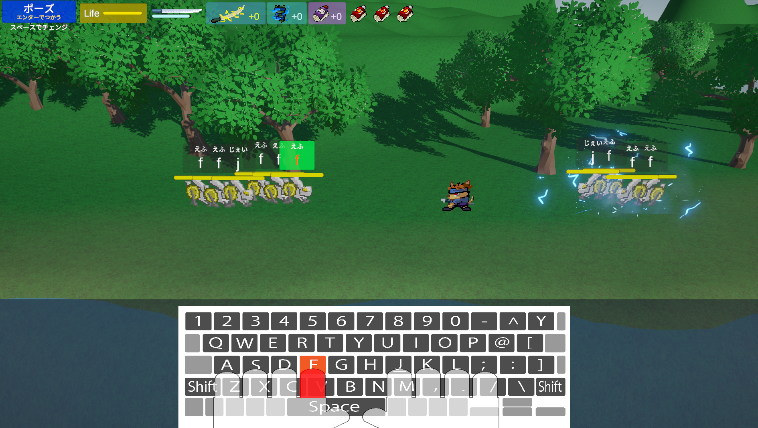 ポーズ
エンターでつかう
スペースでチェンジ
Life
+0
+0
+0
えふ えふ じぇい えふ えふ
f f j f f f
じぇい えふ えふ
j f f f
1 2 3 4 5 6 7 8 9 0 - ^ Y
Q W E R T Y U I O P @ [
A S D F G H J K L ; : ]
Shift Z X C V B N M , . / \ Shift
Space